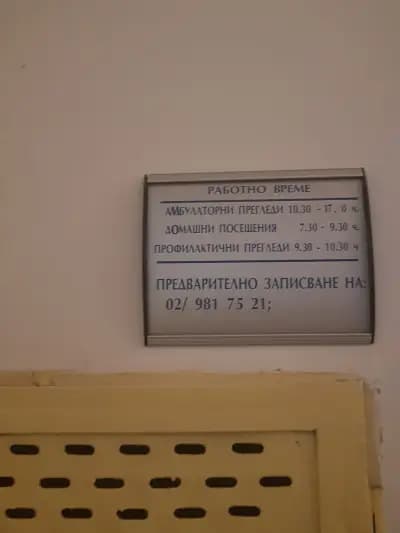 РАБОТНО ВРЕМЕ
АМБУЛАТОРНИ ПРЕГЛЕДИ 10.30 - 17. 0 ч.
ДОМАШНИ ПОСЕЩЕНИЯ 7.30 - 9.30 ч.
ПРОФИЛАКТИЧНИ ПРЕГЛЕДИ 9.30 - 10.30 ч
ПРЕДВАРИТЕЛНО ЗАПИСВАНЕ НА:
02/ 981 75 21;